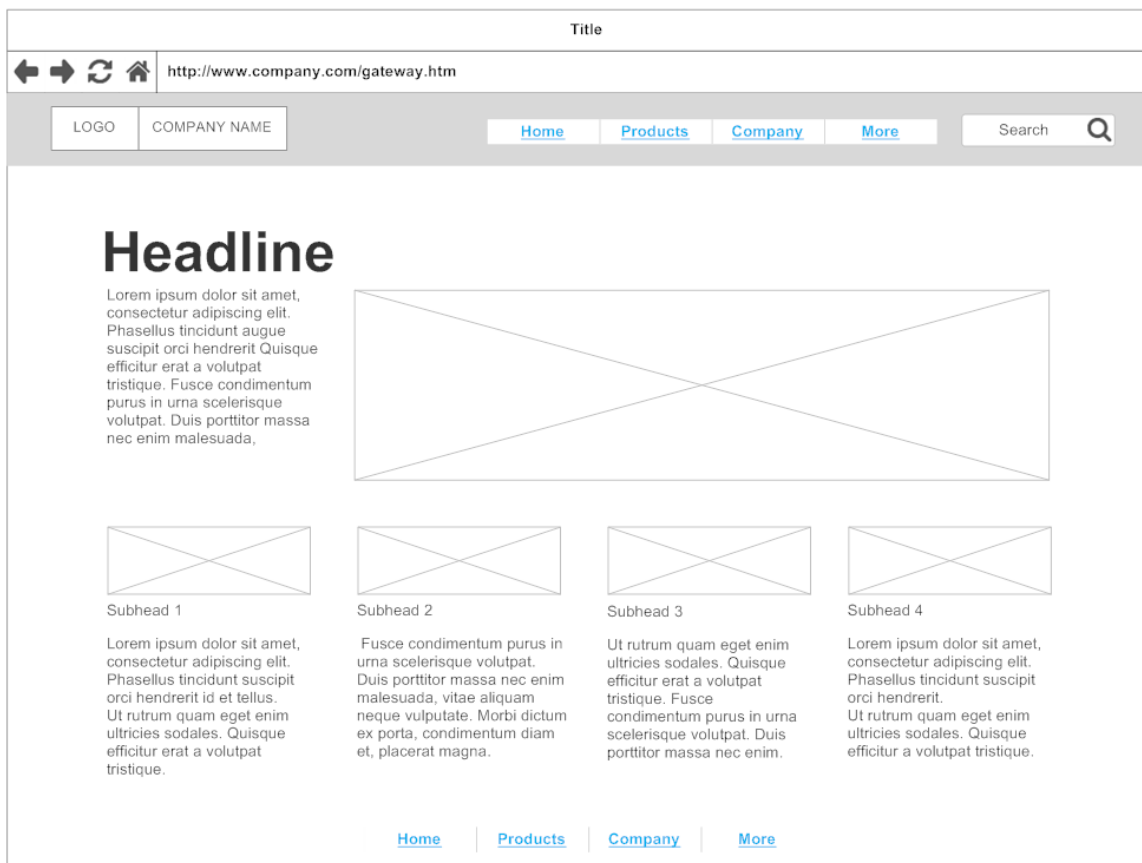 Title
http://www.company.com/gateway.htm
LOGO COMPANY NAME Home Products Company More Search
Headline
Lorem ipsum dolor sit amet,
consectetur adipiscing elit.
Phasellus tincidunt augue
suscipit orci hendrerit Quisque
efficitur erat a volutpat
tristique. Fusce condimentum
purus in urna scelerisque
volutpat. Duis porttitor massa
nec enim malesuada,
Subhead 1
Lorem ipsum dolor sit amet,
consectetur adipiscing elit.
Phasellus tincidunt suscipit
orci hendrerit id et tellus.
Ut rutrum quam eget enim
ultricies sodales. Quisque
efficitur erat a volutpat
tristique.
Subhead 2
Fusce condimentum purus in
urna scelerisque volutpat.
Duis porttitor massa nec enim
malesuada, vitae aliquam
neque vulputate. Morbi dictum
ex porta, condimentum diam
et, placerat magna.
Subhead 3
Ut rutrum quam eget enim
ultricies sodales. Quisque
efficitur erat a volutpat
tristique. Fusce
condimentum purus in urna
scelerisque volutpat. Duis
porttitor massa nec enim.
Subhead 4
Lorem ipsum dolor sit amet,
consectetur adipiscing elit.
Phasellus tincidunt suscipit
orci hendrerit.
Ut rutrum quam eget enim
ultricies sodales. Quisque
efficitur a volutpat tristique.
Home Products Company More